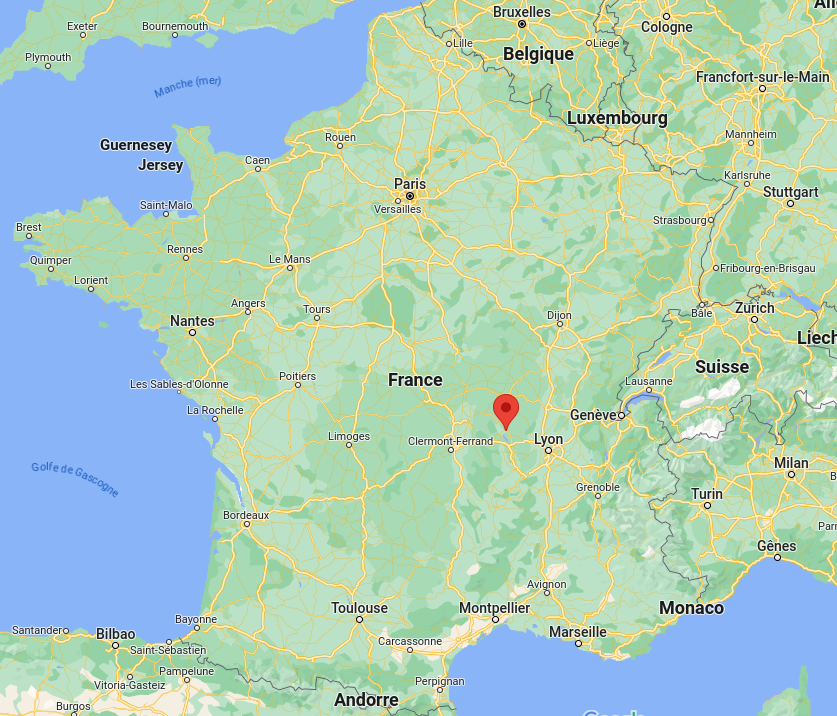 Bruxelles
Exeter
Bournemouth
Cologne
Lille
Liège
Plymouth
Belgique
Manche (mer)
Francfort-sur-le-Main
Luxembourg
Mannheim
Rouen
Guernesey
Caen
Jersey
Karlsruhe
Paris
Stuttgart
Saint-Malo
Versailles
Strasbourg
Brest
Rennes
Quimper
Le Mans
Fribourg-en-Brisgau
Lorient
Angers
Tours
Dijon
Bâle
Zurich
Nantes
Liech
Suisse
Poitiers
France
Les Sables-d'Olonne
Lausanne
La Rochelle
Genève
Limoges
Clermont-Ferrand
Lyon
Golfe de Gascogne
Milan
Grenoble
Turin
Bordeaux
Parr
Gênes
Avignon
Toulouse
Montpellier
Monaco
Bayonne
Santander
Bilbao
Marseille
Saint-Sébastien
Carcassonne
Pampelune
Vitoria-Gasteiz
Perpignan
Andorre
Burgos